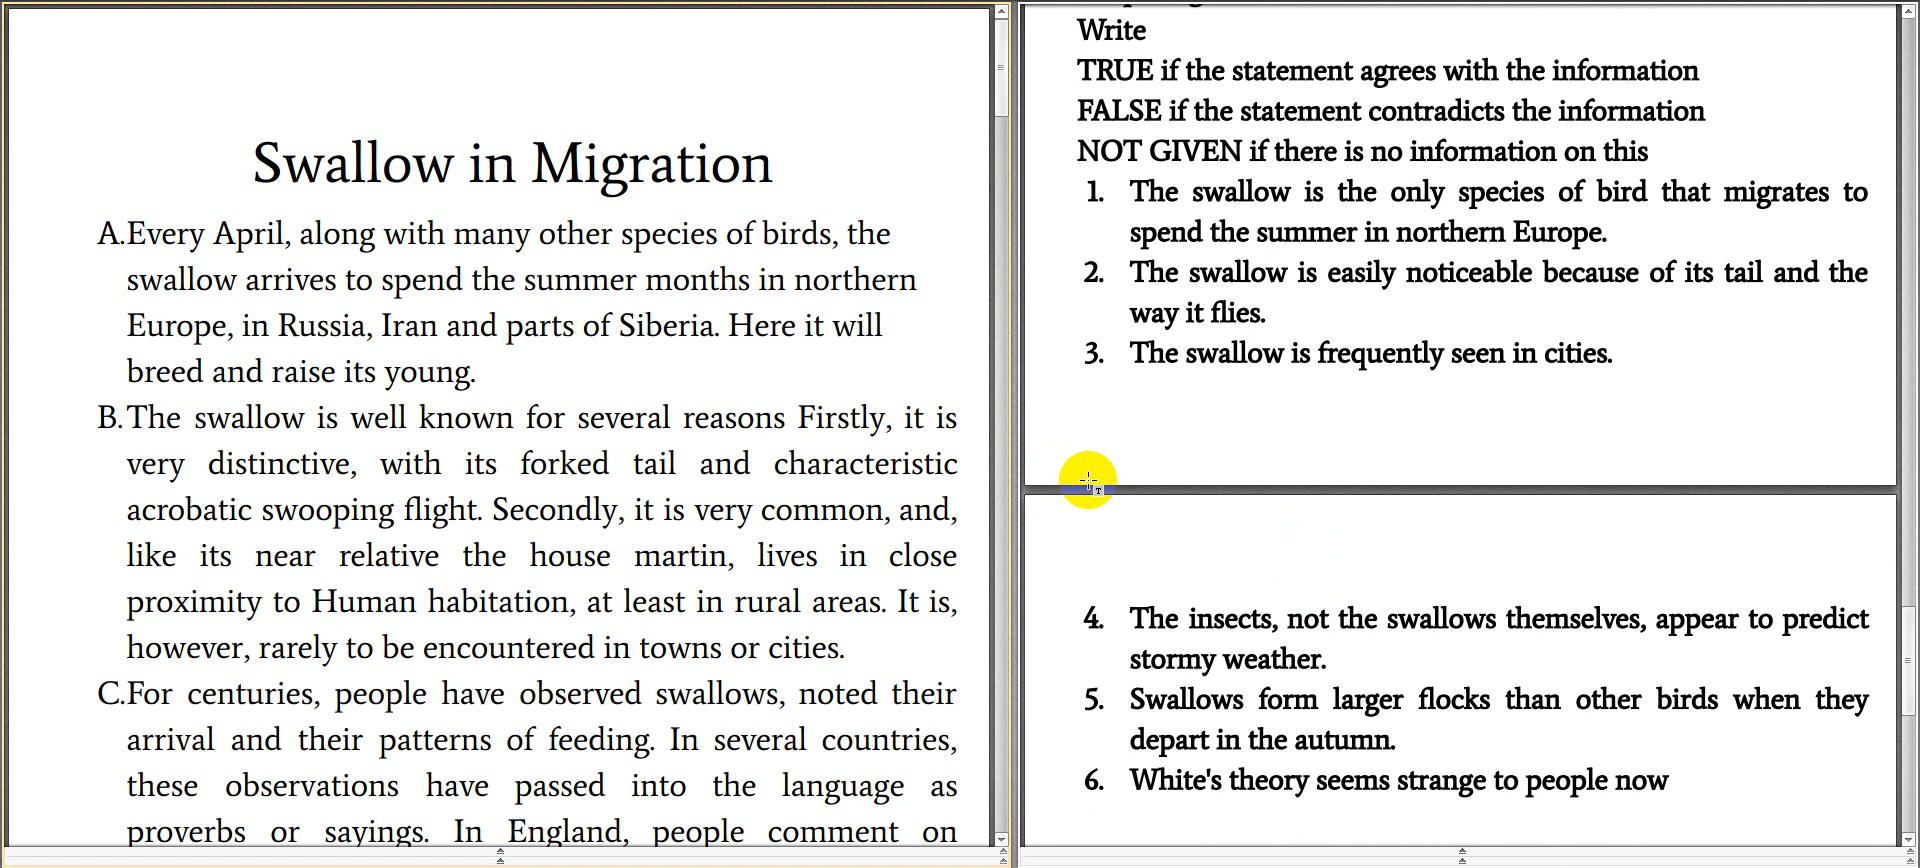 Swallow in Migration
A.Every April, along with many other species of birds, the
swallow arrives to spend the summer months in northern
Europe, in Russia, Iran and parts of Siberia. Here it will
breed and raise its young.
B.The swallow is well known for several reasons Firstly, it is
very distinctive, with its forked tail and characteristic
acrobatic swooping flight. Secondly, it is very common, and,
like its near relative the house martin, lives in close
proximity to Human habitation, at least in rural areas. It is,
however, rarely to be encountered in towns or cities.
C.For centuries, people have observed swallows, noted their
arrival and their patterns of feeding. In several countries,
these observations have passed into the language as
proverbs or sayings. In England, people comment on
Write
TRUE if the statement agrees with the information
FALSE if the statement contradicts the information
NOT GIVEN if there is no information on this
1. The swallow is the only species of bird that migrates to
spend the summer in northern Europe.
2. The swallow is easily noticeable because of its tail and the
way it flies.
3. The swallow is frequently seen in cities.
4. The insects, not the swallows themselves, appear to predict
stormy weather.
5. Swallows form larger flocks than other birds when they
depart in the autumn.
6. White's theory seems strange to people now